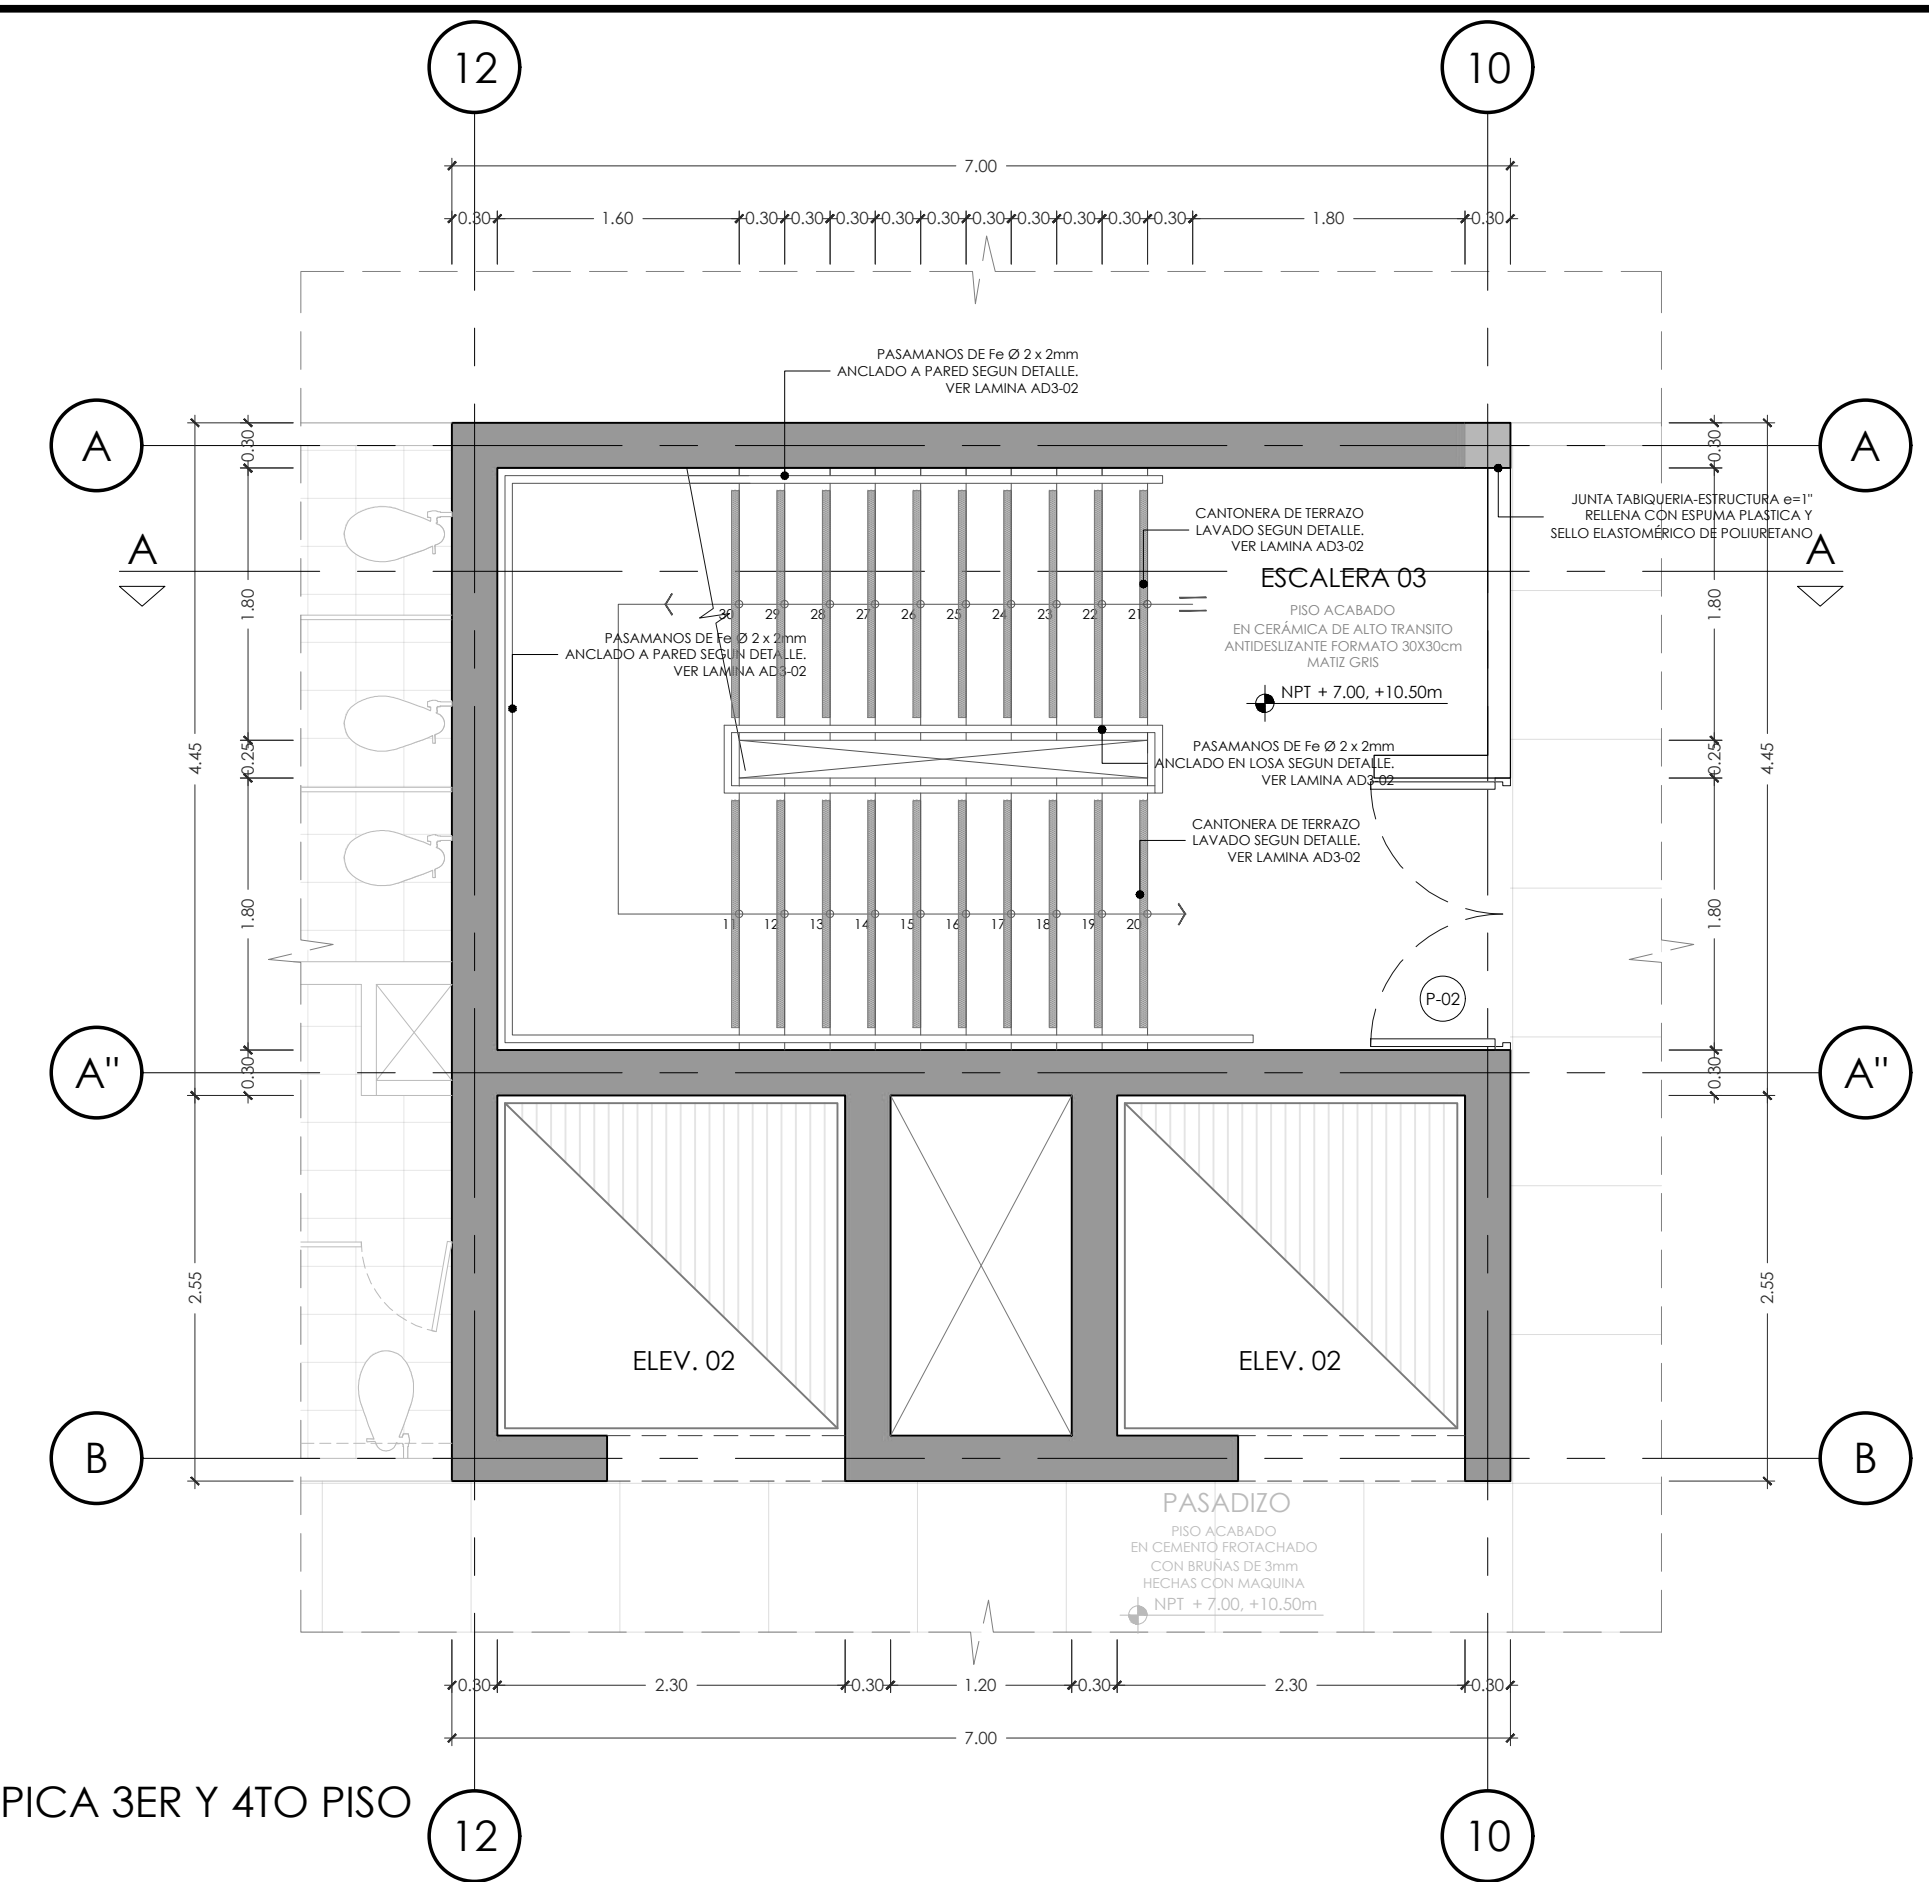 12
10
7.00
0.30
1.60
0.30
0.30
0.30
0.30
0.30
0.30
0.30
0.30
0.30
0.30
1.80
0.30
PASAMANOS DE Fe Ø 2 x 2mm
ANCLADO A PARED SEGUN DETALLE.
VER LAMINA AD3-02
A
A
0.30
0.30
JUNTA TABIQUERIA-ESTRUCTURA e=1"
RELLENA CON ESPUMA PLASTICA Y
SELLO ELASTOMÉRICO DE POLIURETANO
CANTONERA DE TERRAZO
LAVADO SEGUN DETALLE.
VER LAMINA AD3-02
A
A
ESCALERA 03
PISO ACABADO
EN CERÁMICA DE ALTO TRANSITO
ANTIDESLIZANTE FORMATO 30X30cm
MATIZ GRIS
NPT + 7.00, +10.50m
1.80
1.80
30
29
28
27
26
25
24
23
22
21
PASAMANOS DE Fe Ø 2 x 2mm
ANCLADO A PARED SEGUN DETALLE.
VER LAMINA AD3-02
4.45
0.25
0.25
4.45
PASAMANOS DE Fe Ø 2 x 2mm
ANCLADO EN LOSA SEGUN DETALLE.
VER LAMINA AD3-02
CANTONERA DE TERRAZO
LAVADO SEGUN DETALLE.
VER LAMINA AD3-02
1.80
1.80
11
12
13
14
15
16
17
18
19
20
P-02
A"
A"
0.30
0.30
2.55
2.55
ELEV. 02
ELEV. 02
B
B
PASADIZO
PISO ACABADO
EN CEMENTO FROTACHADO
CON BRUÑAS DE 3mm
HECHAS CON MAQUINA
NPT + 7.00, +10.50m
0.30
2.30
0.30
1.20
0.30
2.30
0.30
7.00
PICA 3ER Y 4TO PISO
12
10